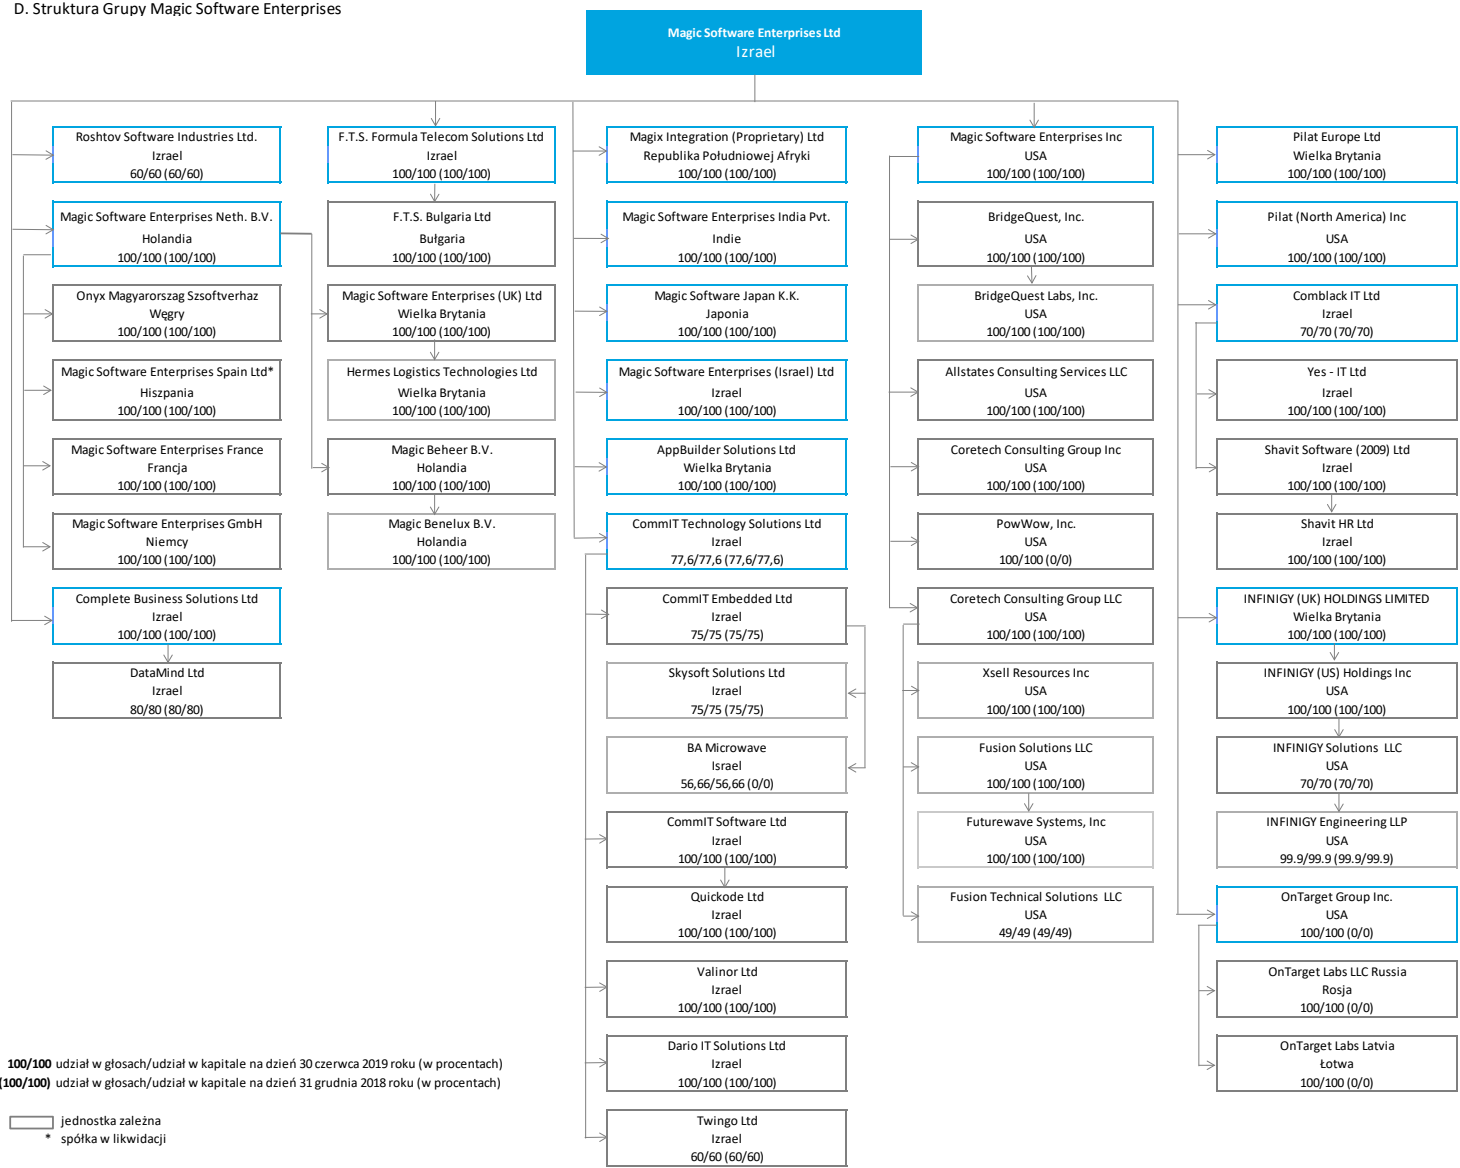 D. Struktura Grupy Magic Software Enterprises
Magic Software Enterprises Ltd
Izrael
Roshtov Software Industries Ltd.
Izrael
60/60 (60/60)
Magic Software Enterprises Neth. B.V.
Holandia
100/100 (100/100)
Onyx Magyarorszag Szsoftverhaz
Węgry
100/100 (100/100)
Magic Software Enterprises Spain Ltd*
Hiszpania
100/100 (100/100)
Magic Software Enterprises France
Francja
100/100 (100/100)
Magic Software Enterprises GmbH
Niemcy
100/100 (100/100)
Complete Business Solutions Ltd
Izrael
100/100 (100/100)
DataMind Ltd
Izrael
80/80 (80/80)
F.T.S. Formula Telecom Solutions Ltd
Izrael
100/100 (100/100)
F.T.S. Bulgaria Ltd
Bułgaria
100/100 (100/100)
Magic Software Enterprises (UK) Ltd
Wielka Brytania
100/100 (100/100)
Hermes Logistics Technologies Ltd
Wielka Brytania
100/100 (100/100)
Magic Beheer B.V.
Holandia
100/100 (100/100)
Magic Benelux B.V.
Holandia
100/100 (100/100)
Magix Integration (Proprietary) Ltd
Republika Południowej Afryki
100/100 (100/100)
Magic Software Enterprises India Pvt.
Indie
100/100 (100/100)
Magic Software Japan K.K.
Japonia
100/100 (100/100)
Magic Software Enterprises (Israel) Ltd
Izrael
100/100 (100/100)
AppBuilder Solutions Ltd
Wielka Brytania
100/100 (100/100)
CommIT Technology Solutions Ltd
Izrael
77,6/77,6 (77,6/77,6)
CommIT Embedded Ltd
Izrael
75/75 (75/75)
Skysoft Solutions Ltd
Izrael
75/75 (75/75)
BA Microwave
Israel
56,66/56,66 (0/0)
CommIT Software Ltd
Izrael
100/100 (100/100)
Quickode Ltd
Izrael
100/100 (100/100)
Valinor Ltd
Izrael
100/100 (100/100)
Dario IT Solutions Ltd
Izrael
100/100 (100/100)
Twingo Ltd
Izrael
60/60 (60/60)
Magic Software Enterprises Inc
USA
100/100 (100/100)
BridgeQuest, Inc.
USA
100/100 (100/100)
BridgeQuest Labs, Inc.
USA
100/100 (100/100)
Allstates Consulting Services LLC
USA
100/100 (100/100)
Coretech Consulting Group Inc
USA
100/100 (100/100)
PowWow, Inc.
USA
100/100 (0/0)
Coretech Consulting Group LLC
USA
100/100 (100/100)
Xsell Resources Inc
USA
100/100 (100/100)
Fusion Solutions LLC
USA
100/100 (100/100)
Futurewave Systems, Inc
USA
100/100 (100/100)
Fusion Technical Solutions LLC
USA
49/49 (49/49)
Pilat Europe Ltd
Wielka Brytania
100/100 (100/100)
Pilat (North America) Inc
USA
100/100 (100/100)
Comblack IT Ltd
Izrael
70/70 (70/70)
Yes - IT Ltd
Izrael
100/100 (100/100)
Shavit Software (2009) Ltd
Izrael
100/100 (100/100)
Shavit HR Ltd
Izrael
100/100 (100/100)
INFINIGY (UK) HOLDINGS LIMITED
Wielka Brytania
100/100 (100/100)
INFINIGY (US) Holdings Inc
USA
100/100 (100/100)
INFINIGY Solutions LLC
USA
70/70 (70/70)
INFINIGY Engineering LLP
USA
99.9/99.9 (99.9/99.9)
OnTarget Group Inc.
USA
100/100 (0/0)
OnTarget Labs LLC Russia
Rosja
100/100 (0/0)
OnTarget Labs Latvia
Łotwa
100/100 (0/0)
100/100 udział w głosach/udział w kapitale na dzień 30 czerwca 2019 roku (w procentach)
(100/100) udział w głosach/udział w kapitale na dzień 31 grudnia 2018 roku (w procentach)
jednostka zależna
* spółka w likwidacji